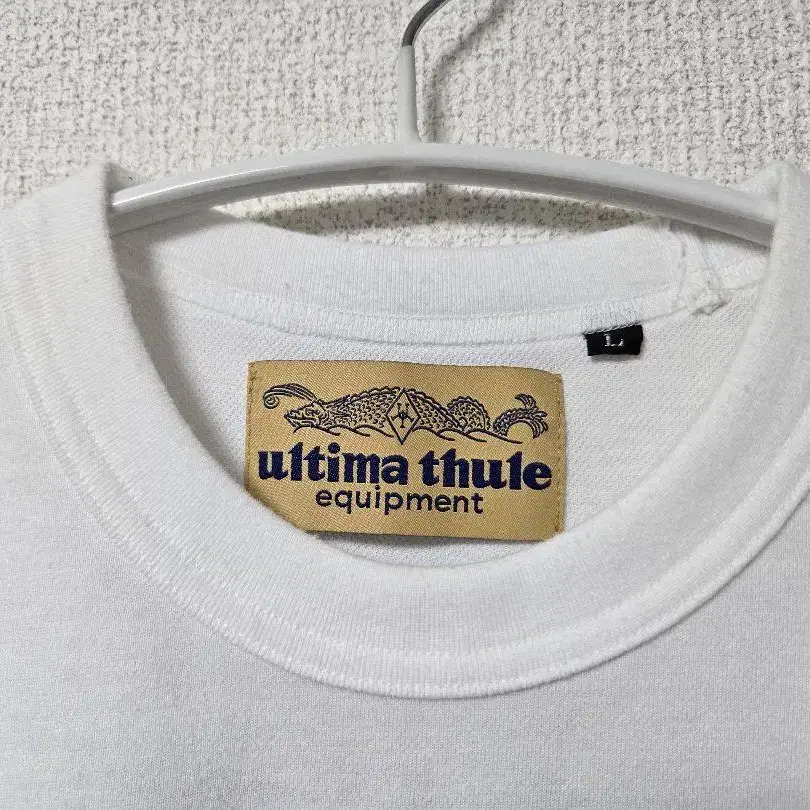 L
ultima thule
equipment